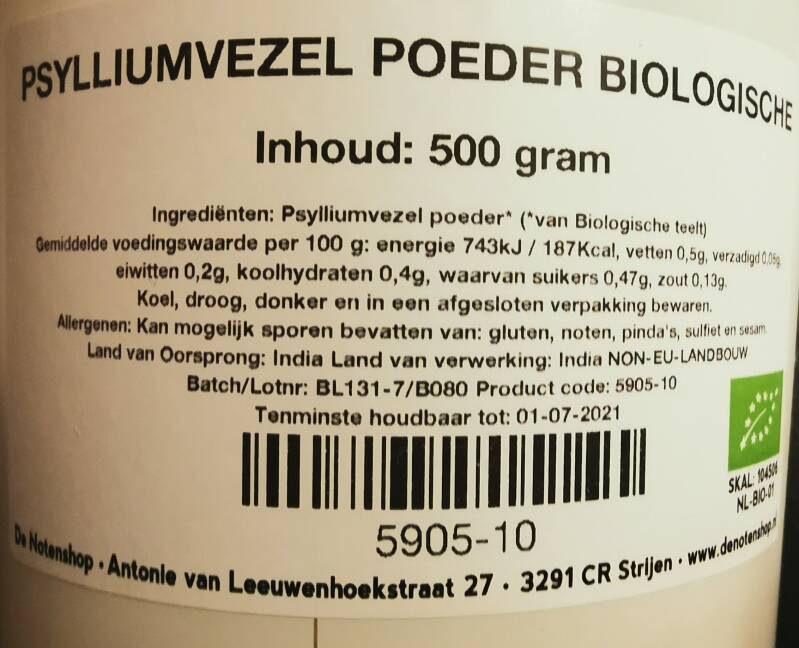 PSYLLIUMVEZEL POEDER BIOLOGISCHE
Inhoud: 500 gram
Ingrediënten: Psylliumvezel poeder* (*van Biologische teelt)
Gemiddelde voedingswaarde per 100 g: energie 743kJ / 187Kcal, vetten 0,5g, verzadigd 0,06g,
eiwitten 0,2g, koolhydraten 0,4g, waarvan suikers 0,47g, zout 0,13g.
Koel, droog, donker en in een afgesloten verpakking bewaren.
Allergenen: Kan mogelijk sporen bevatten van: gluten, noten, pinda's, sulfiet en sesam
Land van Oorsprong: India Land van verwerking: India NON-EU-LANDBOUW
Batch/Lotnr: BL131-7/B080 Product code: 5905-10
Tenminste houdbaar tot: 01-07-2021
SKAL: 104506
NL-BIO-01
5905-10
De Notenshop • Antonie van Leeuwenhoekstraat 27 • 3291 CR Strijen • www.denotenshop.n